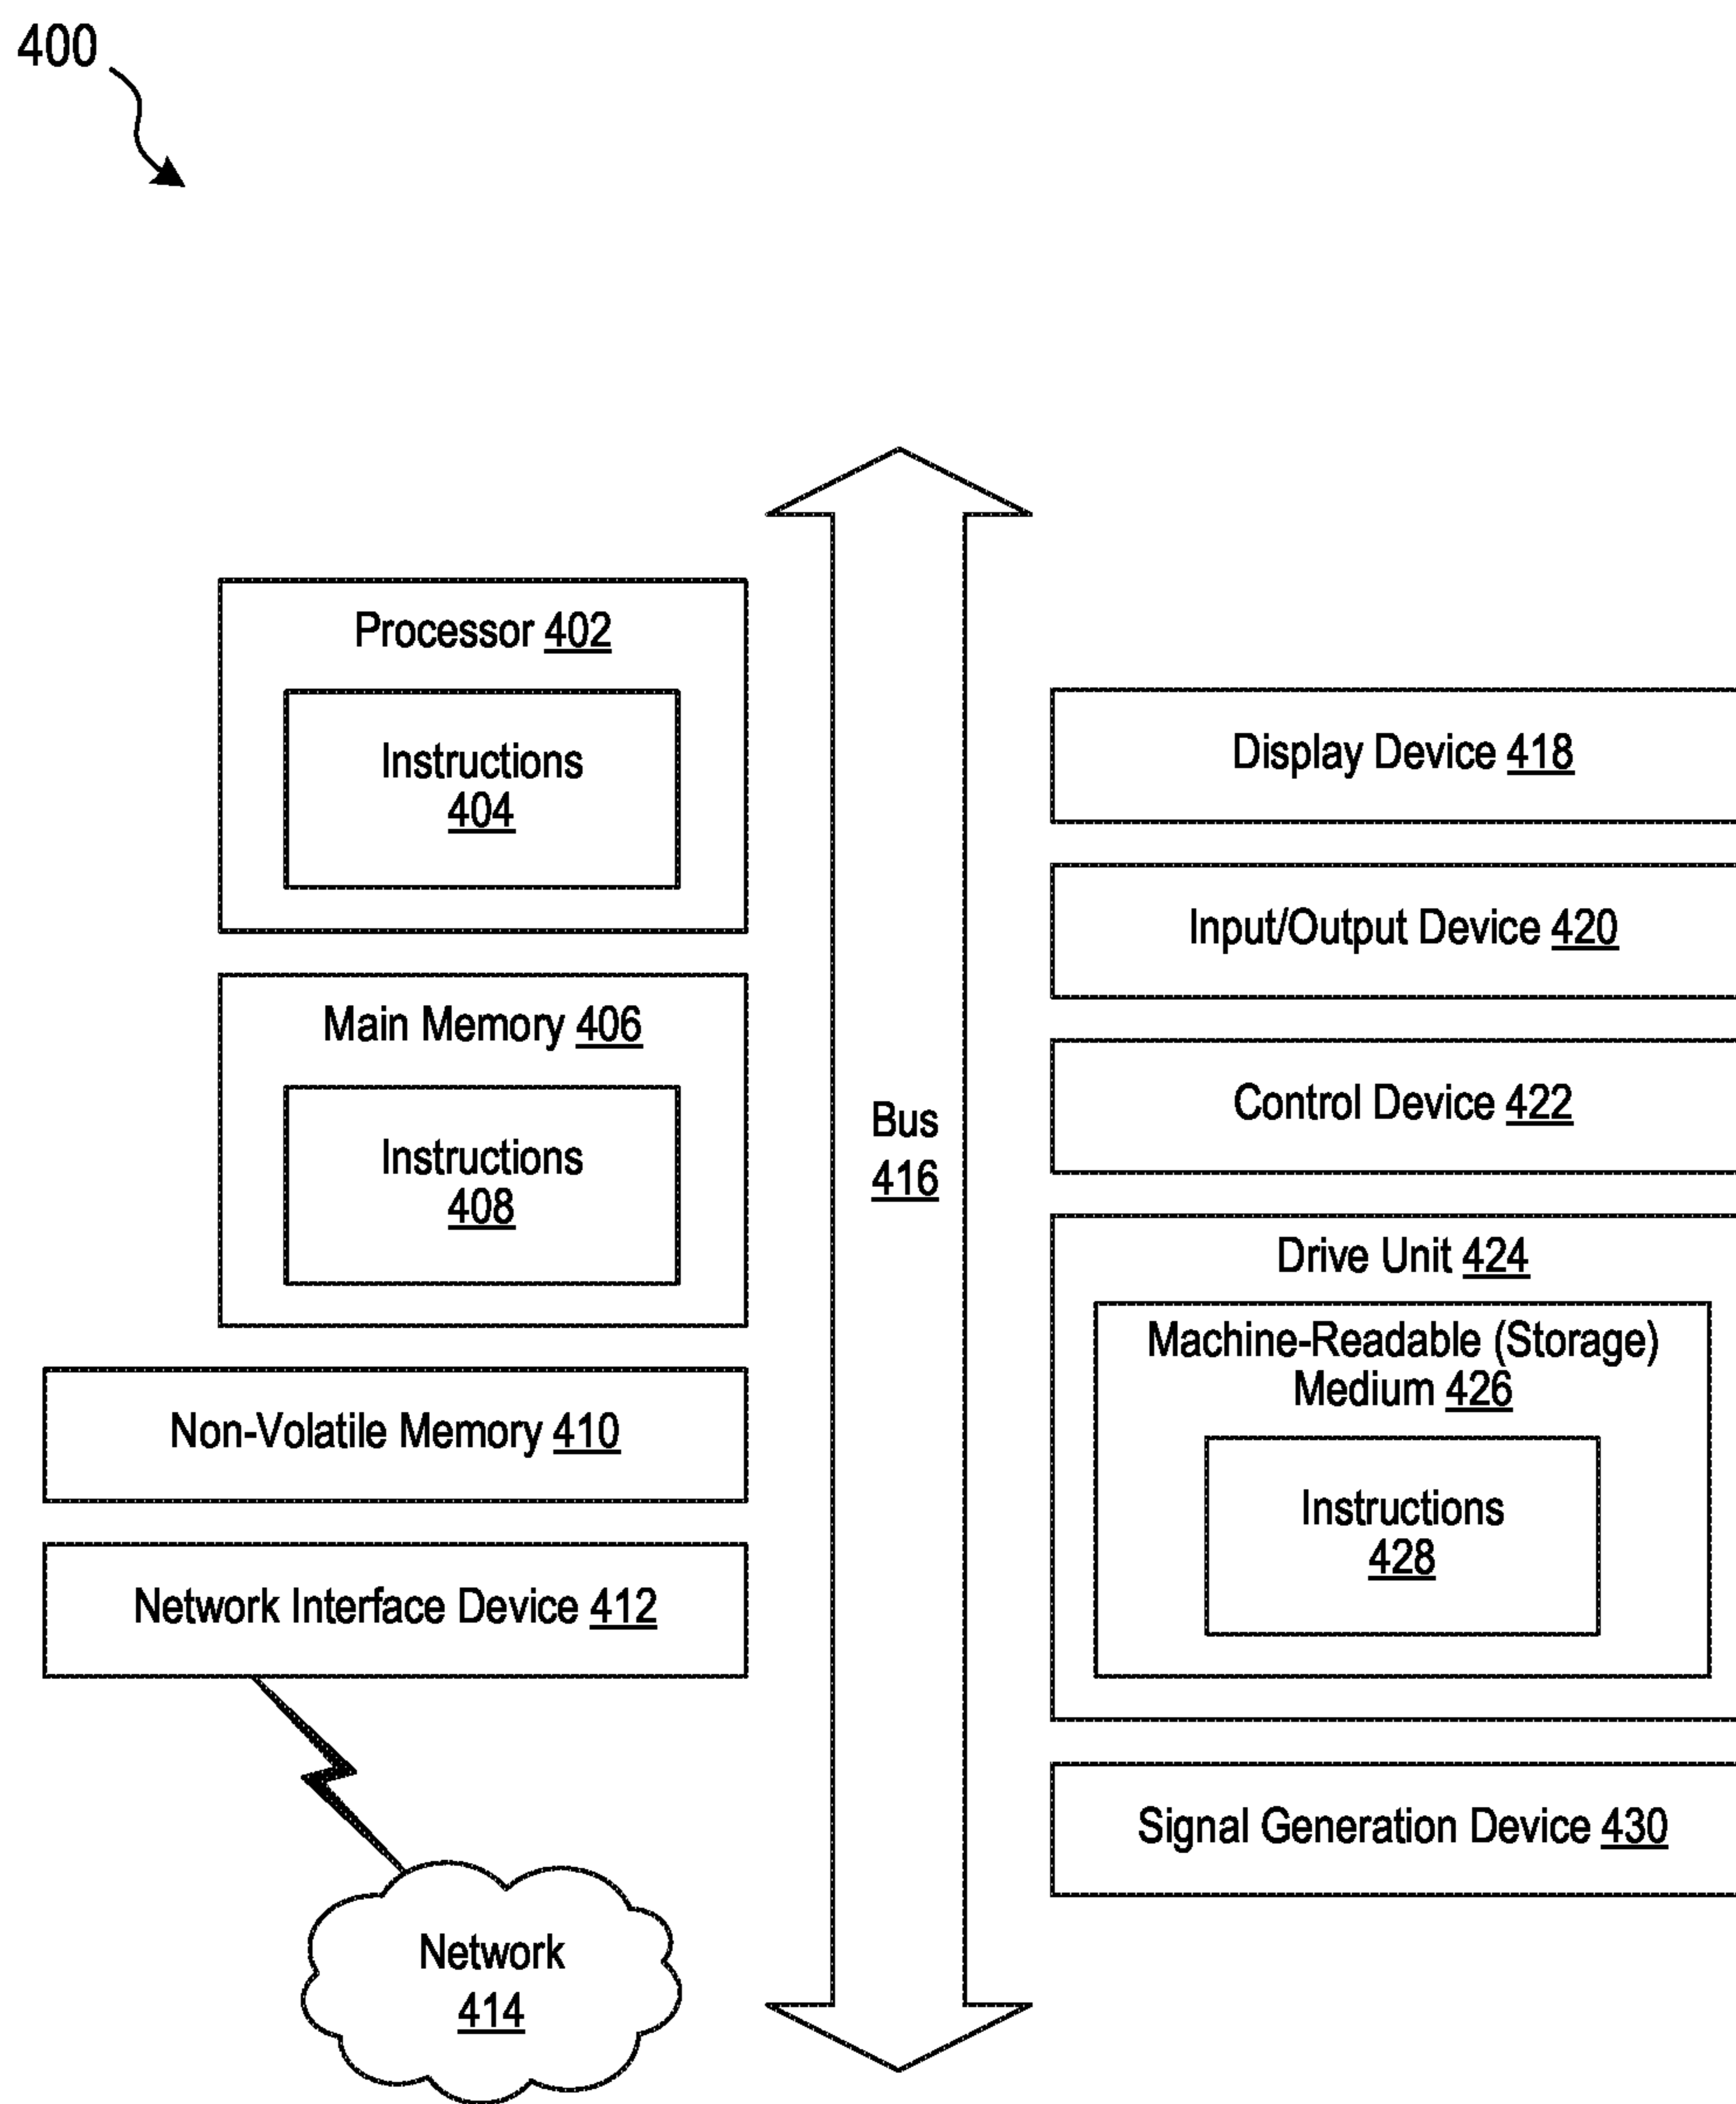 400
Processor 402
Instructions
404
Main Memory 406
Instructions
408
Non-Volatile Memory 410
Network Interface Device 412
Network
414
Bus
416
Display Device 418
Input/Output Device 420
Control Device 422
Drive Unit 424
Machine-Readable (Storage)
Medium 426
Instructions
428
Signal Generation Device 430